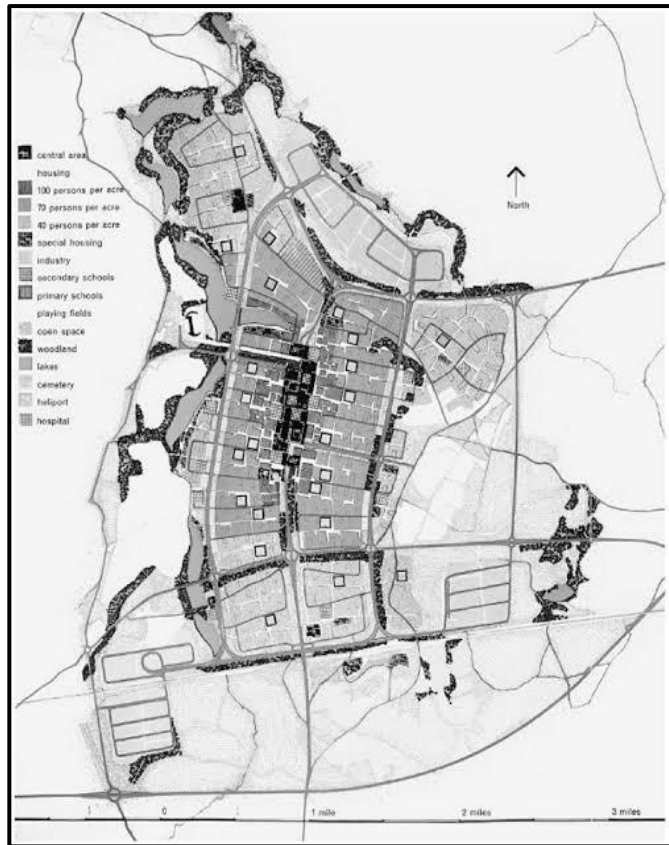 central area
housing
100 persons per acre
70 persons per acre
40 persons per acre
special housing
industry
secondary schools
primary schools
playing fields
open space
woodland
lakes
cemetery
heliport
hospital
North
1 0 1 mile 2 miles 3 miles